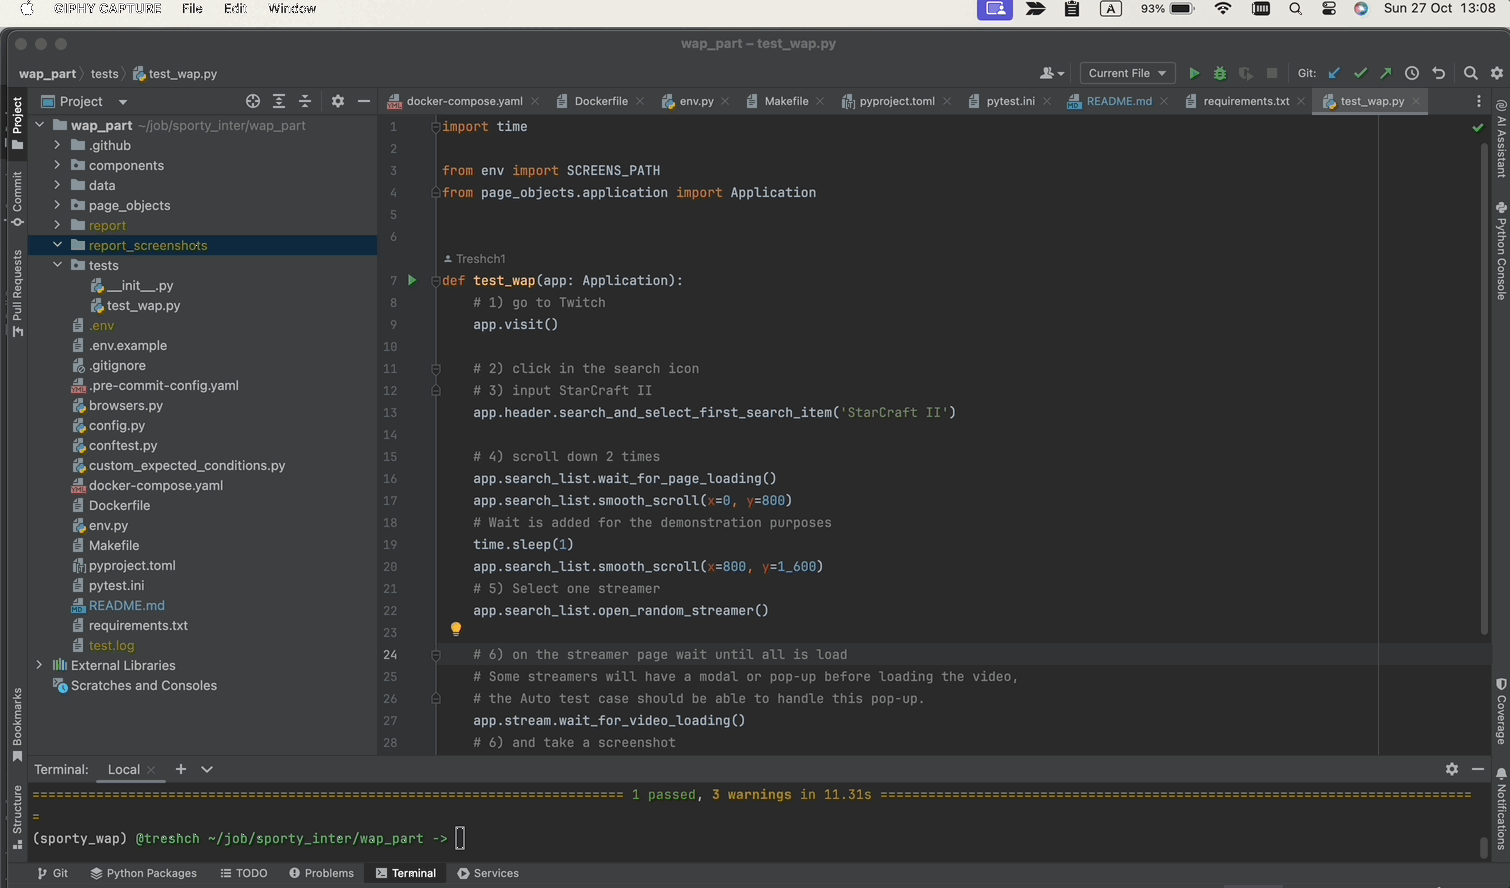 GIPHY CAPTURE File Edit Window 93% Sun 27 Oct 13:08
wap_part – test_wap.py
wap_part tests test_wap.py Current File Git:
Project
docker-compose.yaml Dockerfile env.py Makefile pyproject.toml pytest.ini README.md requirements.txt test_wap.py
wap_part ~/job/sporty_inter/wap_part
.github
components
data
page_objects
report
report_screenshots
tests
__init__.py
test_wap.py
.env
.env.example
.gitignore
.pre-commit-config.yaml
browsers.py
config.py
conftest.py
custom_expected_conditions.py
docker-compose.yaml
Dockerfile
env.py
Makefile
pyproject.toml
pytest.ini
README.md
requirements.txt
test.log
External Libraries
Scratches and Consoles
1 import time
2
3 from env import SCREENS_PATH
4 from page_objects.application import Application
5
6
Treshch1
7 def test_wap(app: Application):
8 # 1) go to Twitch
9 app.visit()
10
11 # 2) click in the search icon
12 # 3) input StarCraft II
13 app.header.search_and_select_first_search_item('StarCraft II')
14
15 # 4) scroll down 2 times
16 app.search_list.wait_for_page_loading()
17 app.search_list.smooth_scroll(x=0, y=800)
18 # Wait is added for the demonstration purposes
19 time.sleep(1)
20 app.search_list.smooth_scroll(x=800, y=1_600)
21 # 5) Select one streamer
22 app.search_list.open_random_streamer()
23
24 # 6) on the streamer page wait until all is load
25 # Some streamers will have a modal or pop-up before loading the video,
26 # the Auto test case should be able to handle this pop-up.
27 app.stream.wait_for_video_loading()
28 # 6) and take a screenshot
Project
Commit
Pull Requests
Bookmarks
Structure
AI Assistant
Python Console
Coverage
Notifications
Terminal: Local
=========================================================================== 1 passed, 3 warnings in 11.31s ===========================================================================
=
(sporty_wap) @treshch ~/job/sporty_inter/wap_part ->
Git Python Packages TODO Problems Terminal Services